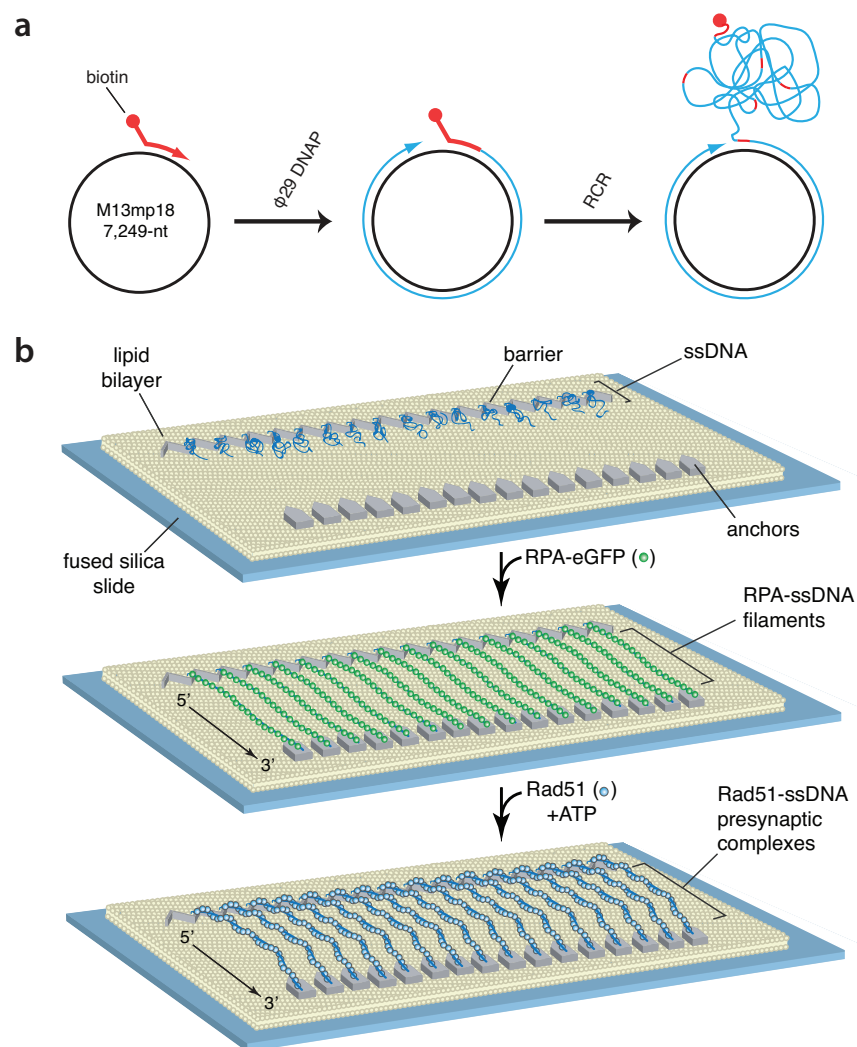 a
biotin
M13mp18
7,249-nt
Φ29 DNAP
RCR
b
lipid
bilayer
barrier
ssDNA
fused silica
slide
anchors
RPA-eGFP ( )
RPA-ssDNA
filaments
5’
3’
Rad51 ( )
+ATP
Rad51-ssDNA
presynaptic
complexes
5’
3’